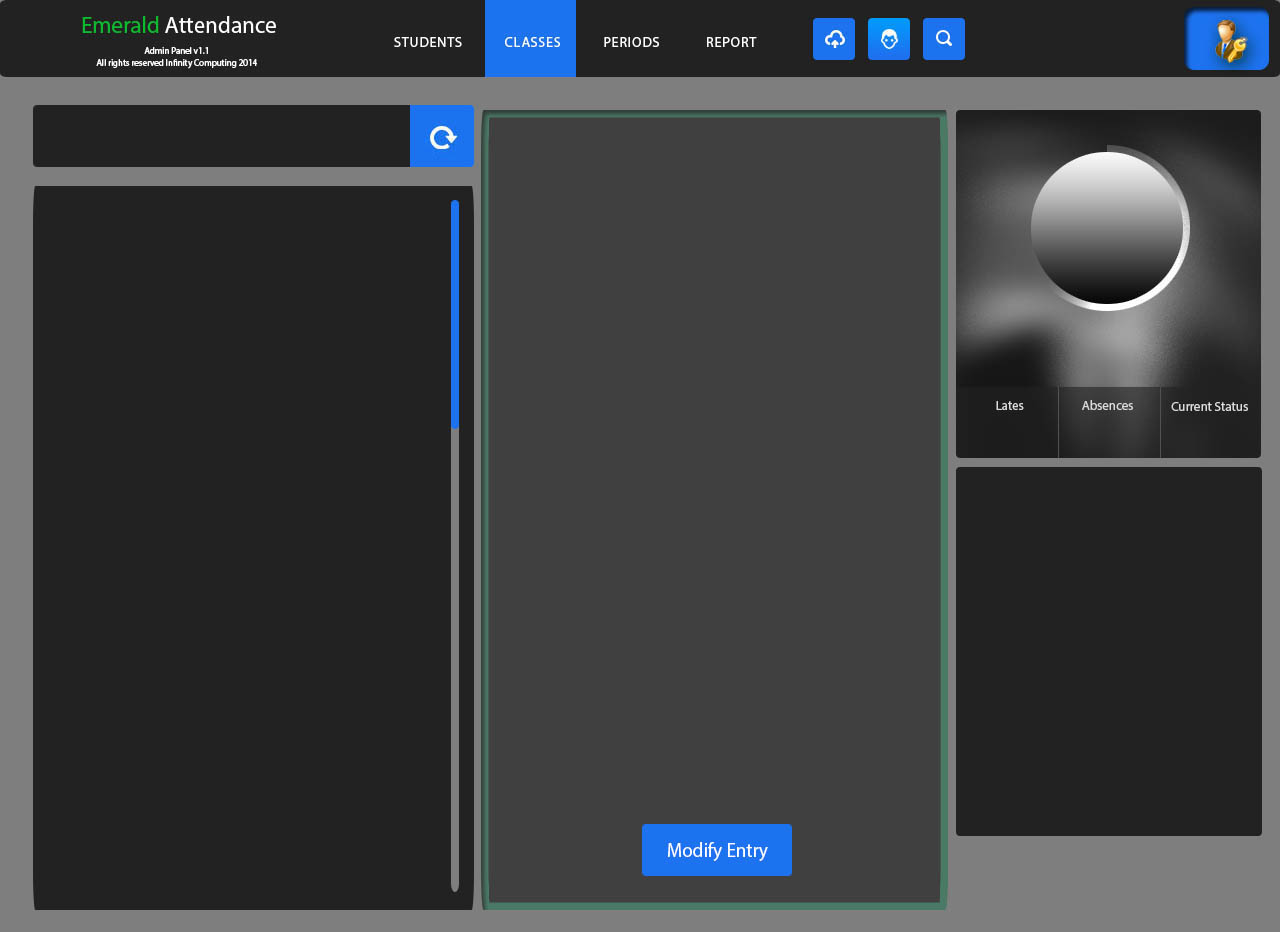 Emerald Attendance
Admin Panel v1.1
All rights reserved Infinity Computing 2014
STUDENTS
CLASSES
PERIODS
REPORT
Lates
Absences
Current Status
Modify Entry